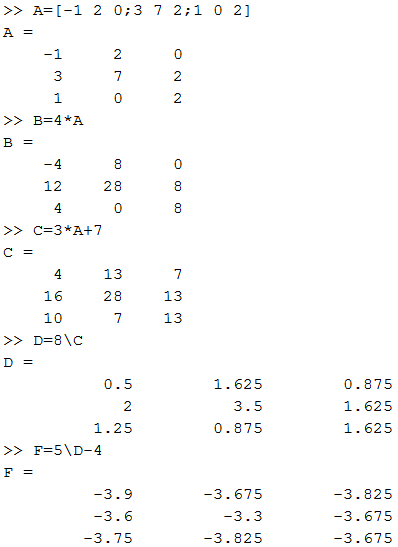 >> A=[-1 2 0;3 7 2;1 0 2]
A =
-1 2 0
3 7 2
1 0 2
>> B=4*A
B =
-4 8 0
12 28 8
4 0 8
>> C=3*A+7
C =
4 13 7
16 28 13
10 7 13
>> D=8\C
D =
0.5 1.625 0.875
2 3.5 1.625
1.25 0.875 1.625
>> F=5\D-4
F =
-3.9 -3.675 -3.825
-3.6 -3.3 -3.675
-3.75 -3.825 -3.675